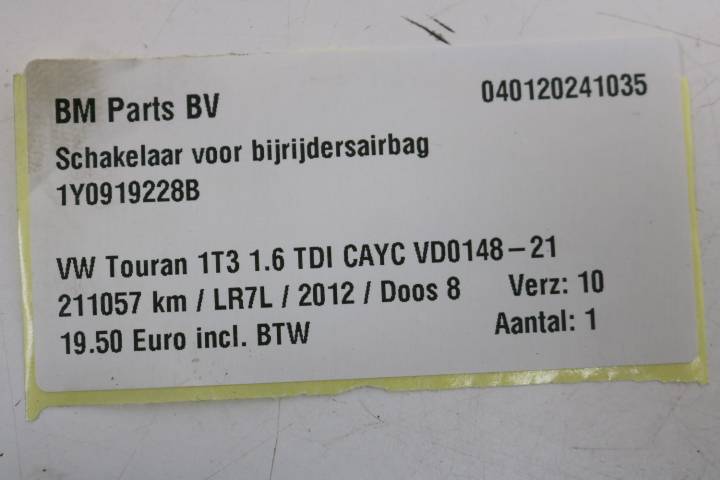 BM Parts BV 040120241035
Schakelaar voor bijrijdersairbag
1Y0919228B
VW Touran 1T3 1.6 TDI CAYC VD0148-21
211057 km / LR7L / 2012 / Doos 8 Verz: 10
19.50 Euro incl. BTW Aantal: 1